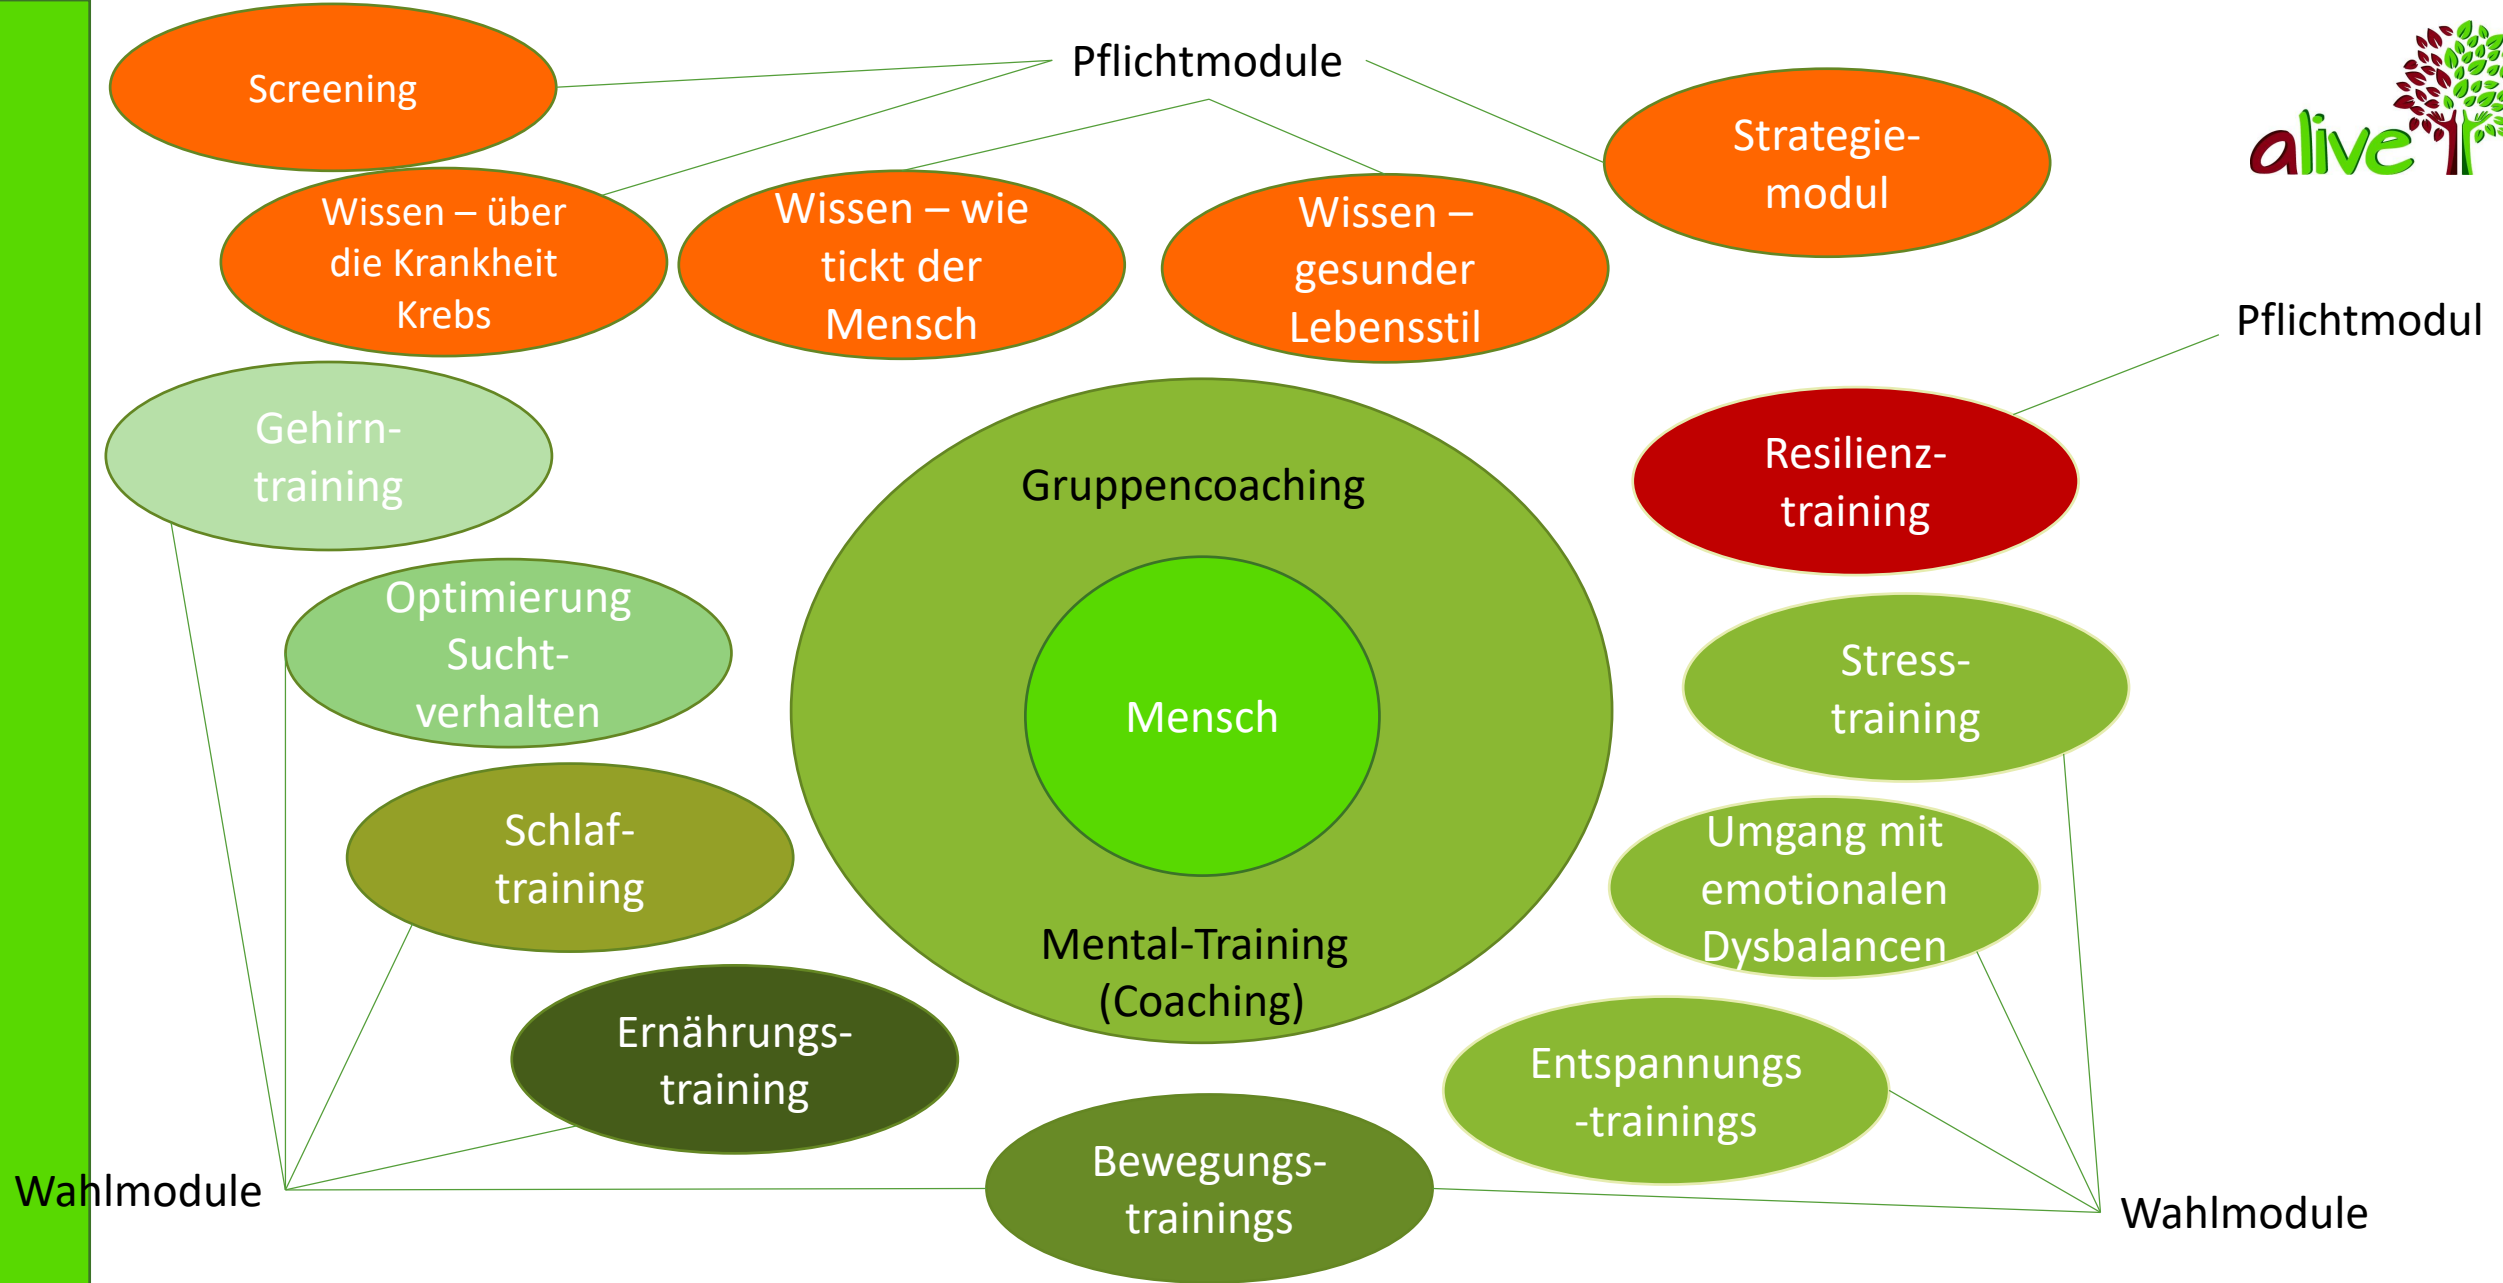 Pflichtmodule
Screening
Strategie-
modul
alive
Wissen – über
die Krankheit
Krebs
Wissen – wie
tickt der
Mensch
Wissen –
gesunder
Lebensstil
Pflichtmodul
Gehirn-
training
Gruppencoaching
Resilienz-
training
Optimierung
Sucht-
verhalten
Mensch
Stress-
training
Schlaf-
training
Mental-Training
(Coaching)
Umgang mit
emotionalen
Dysbalancen
Ernährungs-
training
Entspannungs
-trainings
Bewegungs-
trainings
Wahlmodule
Wahlmodule